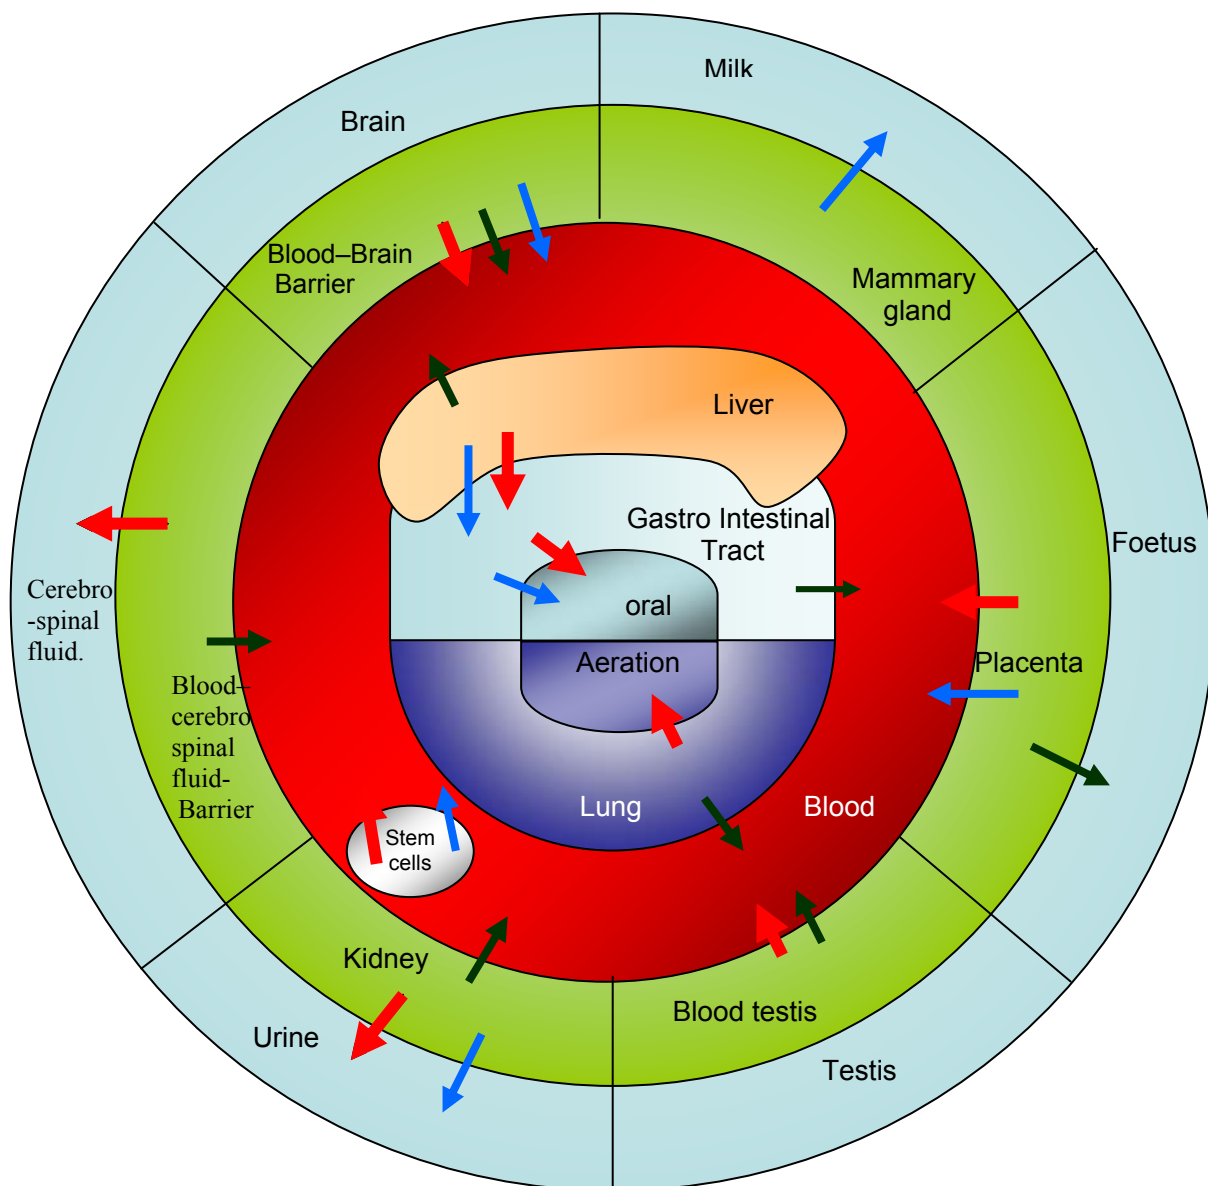 Milk
Brain
Blood–Brain
Barrier
Mammary
gland
Liver
Gastro Intestinal
Tract
Foetus
Cerebro
-spinal
fluid.
oral
Aeration
Placenta
Blood–
cerebro
spinal
fluid-
Barrier
Lung
Blood
Stem
cells
Kidney
Blood testis
Urine
Testis